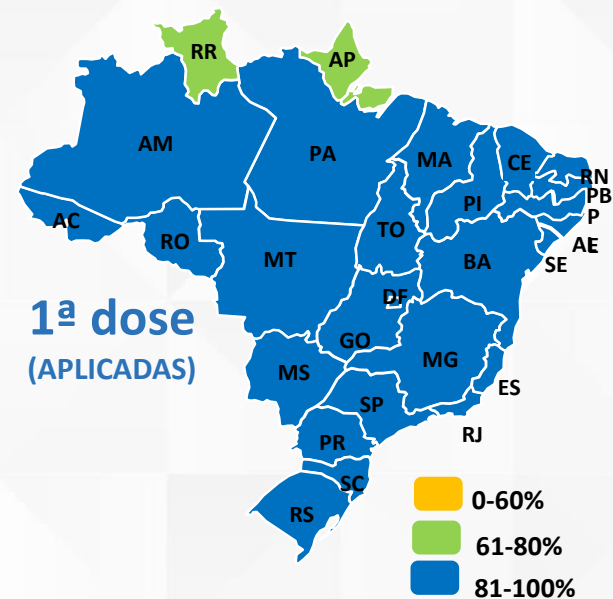 RR
AP
AM
PA
MA
CE
RN
PB
P
E
AL
SE
PI
AC
RO
TO
MT
BA
DF
1ª dose
(APLICADAS)
GO
MG
MS
ES
SP
RJ
PR
SC
RS
0-60%
61-80%
81-100%